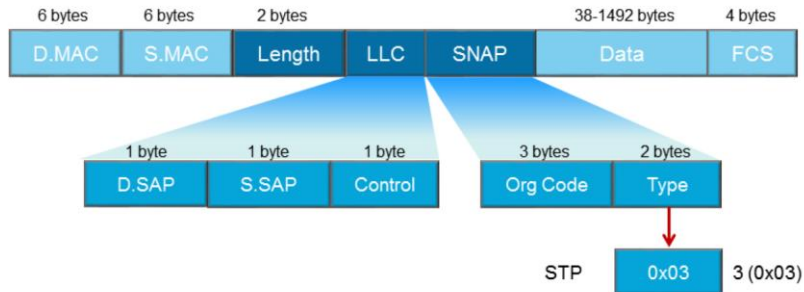 6 bytes 6 bytes 2 bytes 38-1492 bytes 4 bytes
D.MAC S.MAC Length LLC SNAP Data FCS
1 byte 1 byte 1 byte 3 bytes 2 bytes
D.SAP S.SAP Control Org Code Type
STP 0x03 3 (0x03)